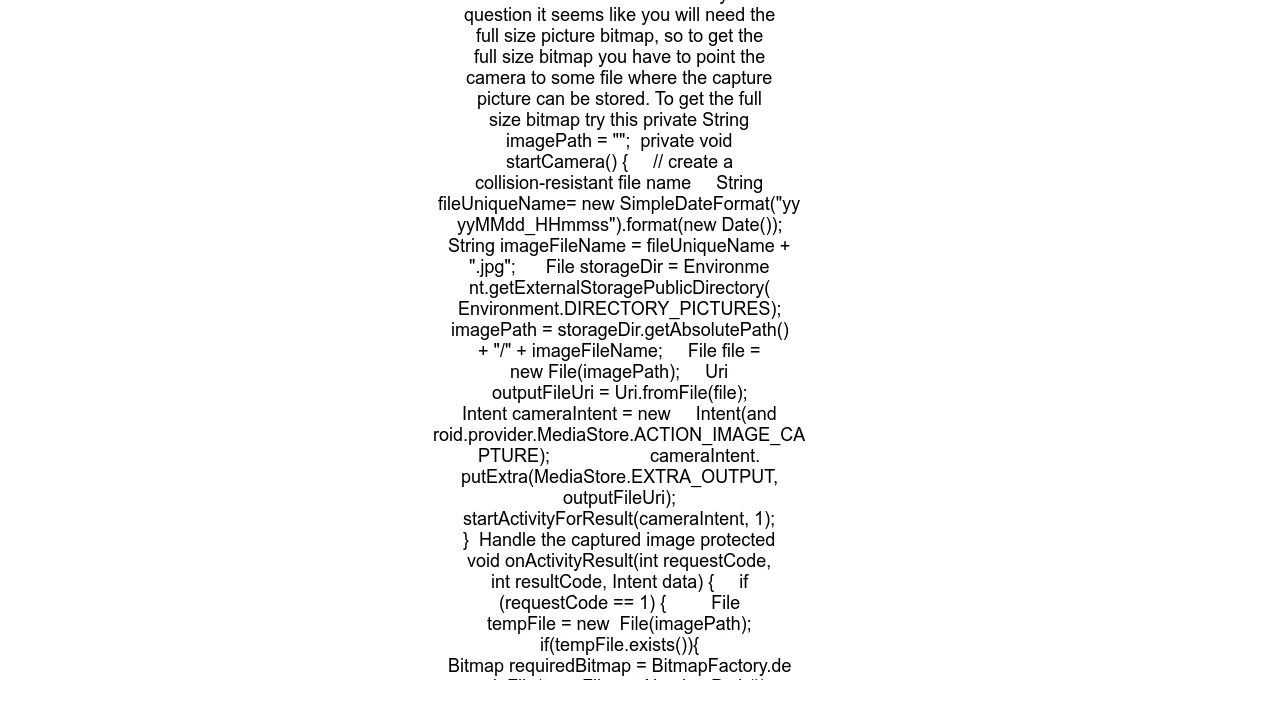 question it seems like you will need the
full size picture bitmap, so to get the
full size bitmap you have to point the
camera to some file where the capture
picture can be stored. To get the full
size bitmap try this private String
imagePath = "";  private void
startCamera() {     // create a
collision-resistant file name     String
fileUniqueName= new SimpleDateFormat("yy
yyMMdd_HHmmss").format(new Date());
String imageFileName = fileUniqueName +
".jpg";      File storageDir = Environme
nt.getExternalStoragePublicDirectory(
Environment.DIRECTORY_PICTURES);
imagePath = storageDir.getAbsolutePath()
+ "/" + imageFileName;     File file =
new File(imagePath);     Uri
outputFileUri = Uri.fromFile(file);
Intent cameraIntent = new     Intent(and
roid.provider.MediaStore.ACTION_IMAGE_CA
PTURE);                    cameraIntent.
putExtra(MediaStore.EXTRA_OUTPUT,
outputFileUri);
startActivityForResult(cameraIntent, 1);
}  Handle the captured image protected
void onActivityResult(int requestCode,
int resultCode, Intent data) {     if
(requestCode == 1) {         File
tempFile = new  File(imagePath);
if(tempFile.exists()){
Bitmap requiredBitmap = BitmapFactory.de